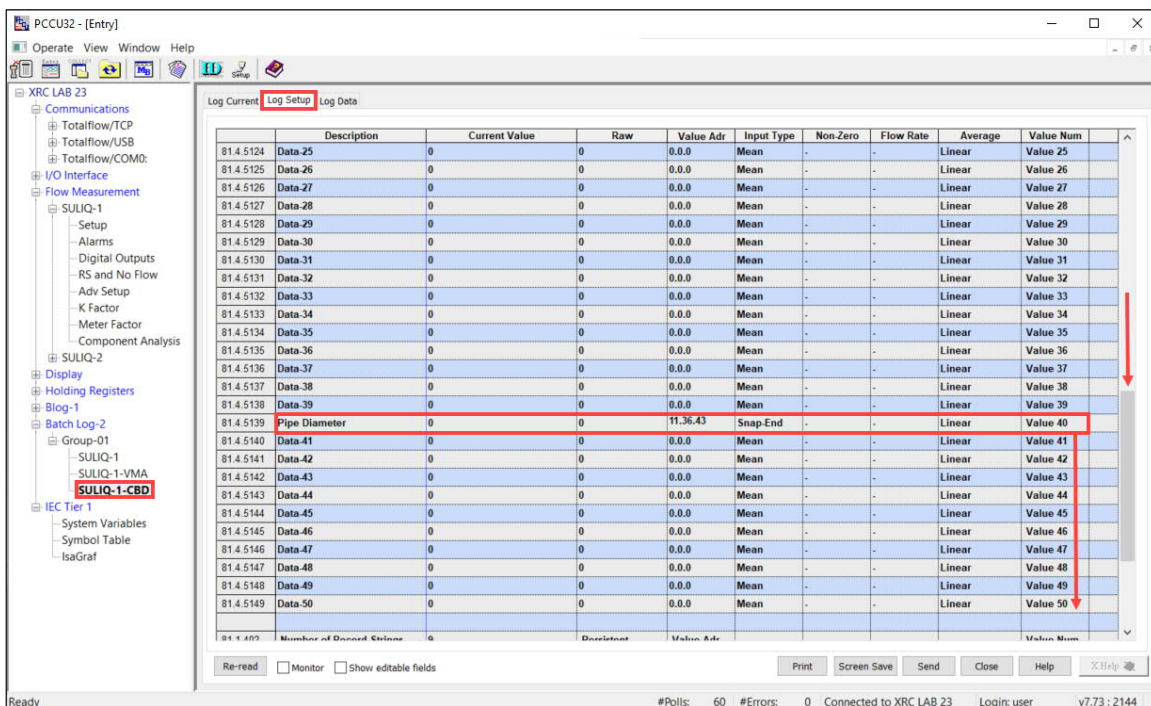 PCCU32 - [Entry]
Operate View Window Help
Entry COLLECT MB ID Setup
XRC LAB 23
Communications
Totalflow/TCP
Totalflow/USB
Totalflow/COM0:
I/O Interface
Flow Measurement
SULIQ-1
Setup
Alarms
Digital Outputs
RS and No Flow
Adv Setup
K Factor
Meter Factor
Component Analysis
SULIQ-2
Display
Holding Registers
Blog-1
Batch Log-2
Group-01
SULIQ-1
SULIQ-1-VMA
SULIQ-1-CBD
IEC Tier 1
System Variables
Symbol Table
IsaGraf
Log Current Log Setup Log Data
Description Current Value Raw Value Adr Input Type Non-Zero Flow Rate Average Value Num
81.4.5124 Data-25 0 0 0.0.0 Mean - - Linear Value 25
81.4.5125 Data-26 0 0 0.0.0 Mean - - Linear Value 26
81.4.5126 Data-27 0 0 0.0.0 Mean - - Linear Value 27
81.4.5127 Data-28 0 0 0.0.0 Mean - - Linear Value 28
81.4.5128 Data-29 0 0 0.0.0 Mean - - Linear Value 29
81.4.5129 Data-30 0 0 0.0.0 Mean - - Linear Value 30
81.4.5130 Data-31 0 0 0.0.0 Mean - - Linear Value 31
81.4.5131 Data-32 0 0 0.0.0 Mean - - Linear Value 32
81.4.5132 Data-33 0 0 0.0.0 Mean - - Linear Value 33
81.4.5133 Data-34 0 0 0.0.0 Mean - - Linear Value 34
81.4.5134 Data-35 0 0 0.0.0 Mean - - Linear Value 35
81.4.5135 Data-36 0 0 0.0.0 Mean - - Linear Value 36
81.4.5136 Data-37 0 0 0.0.0 Mean - - Linear Value 37
81.4.5137 Data-38 0 0 0.0.0 Mean - - Linear Value 38
81.4.5138 Data-39 0 0 0.0.0 Mean - - Linear Value 39
81.4.5139 Pipe Diameter 0 0 11.36.43 Snap-End - - Linear Value 40
81.4.5140 Data-41 0 0 0.0.0 Mean - - Linear Value 41
81.4.5141 Data-42 0 0 0.0.0 Mean - - Linear Value 42
81.4.5142 Data-43 0 0 0.0.0 Mean - - Linear Value 43
81.4.5143 Data-44 0 0 0.0.0 Mean - - Linear Value 44
81.4.5144 Data-45 0 0 0.0.0 Mean - - Linear Value 45
81.4.5145 Data-46 0 0 0.0.0 Mean - - Linear Value 46
81.4.5146 Data-47 0 0 0.0.0 Mean - - Linear Value 47
81.4.5147 Data-48 0 0 0.0.0 Mean - - Linear Value 48
81.4.5148 Data-49 0 0 0.0.0 Mean - - Linear Value 49
81.4.5149 Data-50 0 0 0.0.0 Mean - - Linear Value 50
81.1.402 Number of Record Strings 9 Persistent Value Adr Value Num
Re-read Monitor Show editable fields Print Screen Save Send Close Help X Help
Ready #Polls: 60 #Errors: 0 Connected to XRC LAB 23 Login: user v7.73 : 2144